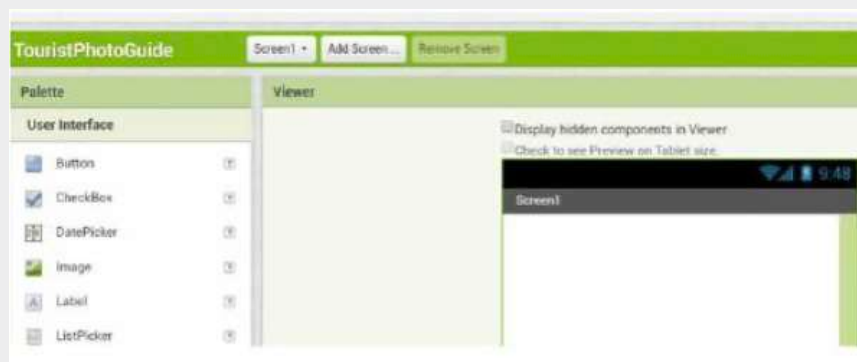 TouristPhotoGuide Screen1 Add Screen ... Remove Screen
Palette Viewer
User Interface
Display hidden components in Viewer
Check to see Preview on Tablet size.
Button
CheckBox
DatePicker
Image
Label
ListPicker
9:48
Screen1